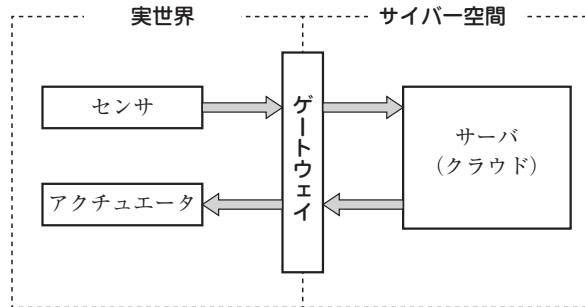 実世界
サイバー空間
センサ
ゲートウェイ
サーバ
（クラウド）
アクチュエータ